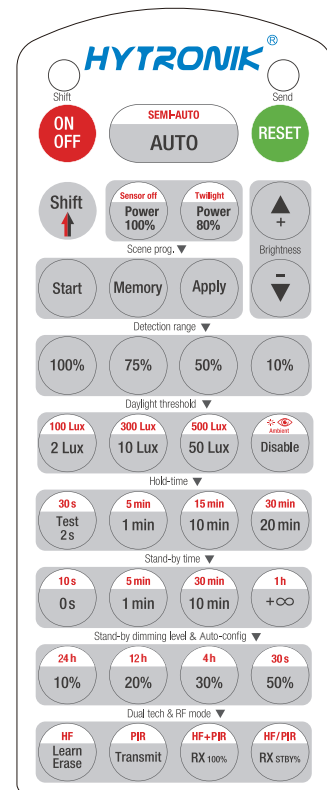 HYTRONIK®
Shift
Send
ON
OFF
SEMI-AUTO
AUTO
RESET
Shift
Sensor off
Power
100%
Twilight
Power
80%
+
Scene prog. ▼
Brightness
Start
Memory
Apply
−
Detection range ▼
100%
75%
50%
10%
Daylight threshold ▼
100 Lux
2 Lux
300 Lux
10 Lux
500 Lux
50 Lux
Ambient
Disable
Hold-time ▼
30 s
Test
2 s
5 min
1 min
15 min
10 min
30 min
20 min
Stand-by time ▼
10 s
0 s
5 min
1 min
30 min
10 min
1 h
+∞
Stand-by dimming level & Auto-config ▼
24 h
10%
12 h
20%
4 h
30%
30 s
50%
Dual tech & RF mode ▼
HF
Learn
Erase
PIR
Transmit
HF+PIR
RX 100%
HF/PIR
RX STBY%